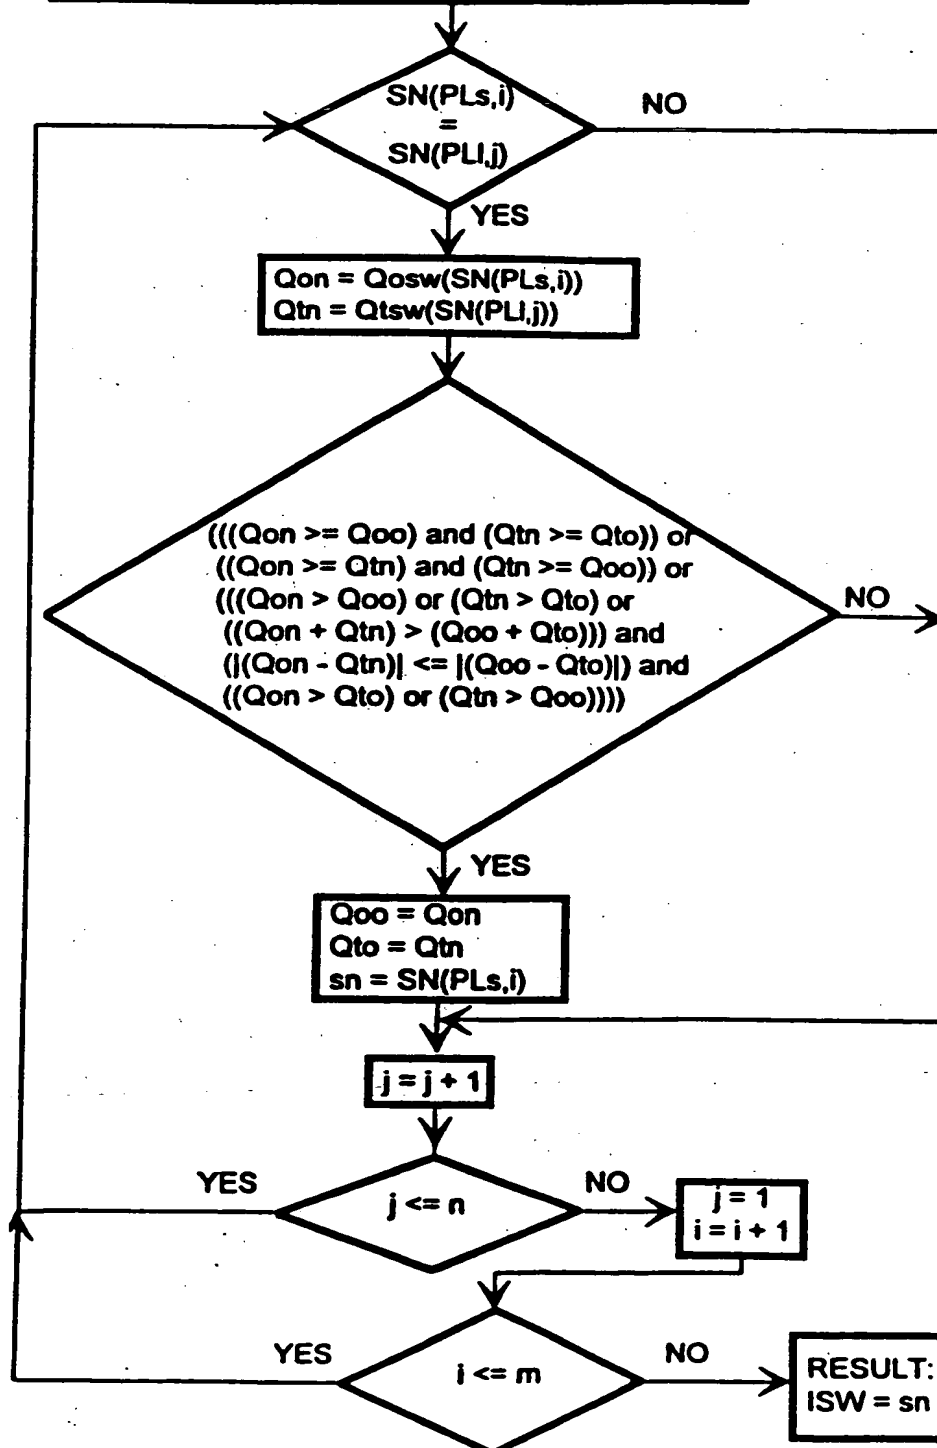 SN(PLs,i)
=
SN(PLl,j)
NO
YES
Qon = Qosw(SN(PLs,i))
Qtn = Qtsw(SN(PLl,j))
(((Qon >= Qoo) and (Qtn >= Qto)) or
((Qon >= Qtn) and (Qtn >= Qoo)) or
(((Qon > Qoo) or (Qtn > Qto) or
((Qon + Qtn) > (Qoo + Qto))) and
(|(Qon - Qtn)| <= |(Qoo - Qto)|) and
((Qon > Qto) or (Qtn > Qoo))))
NO
YES
Qoo = Qon
Qto = Qtn
sn = SN(PLs,i)
j = j + 1
YES
j <= n
NO
j = 1
i = i + 1
YES
i <= m
NO
RESULT:
ISW = sn